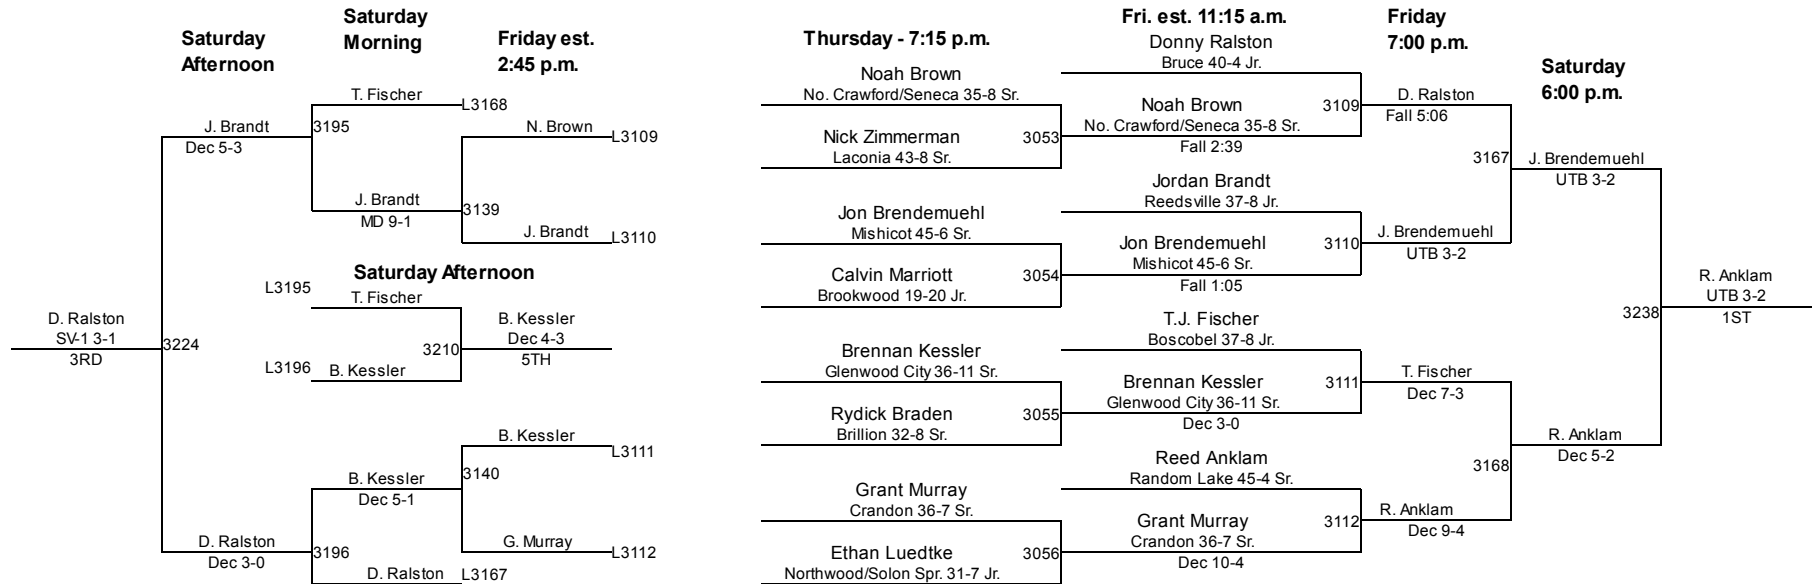 Saturday
Afternoon
Saturday
Morning
Friday est.
2:45 p.m.
T. Fischer
L3168
J. Brandt
Dec 5-3
3195
N. Brown
L3109
J. Brandt
MD 9-1
3139
J. Brandt
L3110
Saturday Afternoon
L3195
T. Fischer
D. Ralston
SV-1 3-1
3RD
3224
3210
B. Kessler
Dec 4-3
5TH
L3196
B. Kessler
B. Kessler
L3111
B. Kessler
Dec 5-1
3140
G. Murray
L3112
D. Ralston
Dec 3-0
3196
D. Ralston
L3167
Thursday - 7:15 p.m.
Noah Brown
No. Crawford/Seneca 35-8 Sr.
Nick Zimmerman
Laconia 43-8 Sr.
3053
Jon Brendemuehl
Mishicot 45-6 Sr.
Calvin Marriott
Brookwood 19-20 Jr.
3054
Brennan Kessler
Glenwood City 36-11 Sr.
Rydick Braden
Brillion 32-8 Sr.
3055
Grant Murray
Crandon 36-7 Sr.
Ethan Luedtke
Northwood/Solon Spr. 31-7 Jr.
3056
Fri. est. 11:15 a.m.
Donny Ralston
Bruce 40-4 Jr.
Noah Brown
No. Crawford/Seneca 35-8 Sr.
Fall 2:39
3109
Jordan Brandt
Reedsville 37-8 Jr.
Jon Brendemuehl
Mishicot 45-6 Sr.
Fall 1:05
3110
T.J. Fischer
Boscobel 37-8 Jr.
Brennan Kessler
Glenwood City 36-11 Sr.
Dec 3-0
3111
Reed Anklam
Random Lake 45-4 Sr.
Grant Murray
Crandon 36-7 Sr.
Dec 10-4
3112
Friday
7:00 p.m.
D. Ralston
Fall 5:06
3167
J. Brendemuehl
UTB 3-2
T. Fischer
Dec 7-3
3168
R. Anklam
Dec 9-4
Saturday
6:00 p.m.
J. Brendemuehl
UTB 3-2
3238
R. Anklam
Dec 5-2
R. Anklam
UTB 3-2
1ST